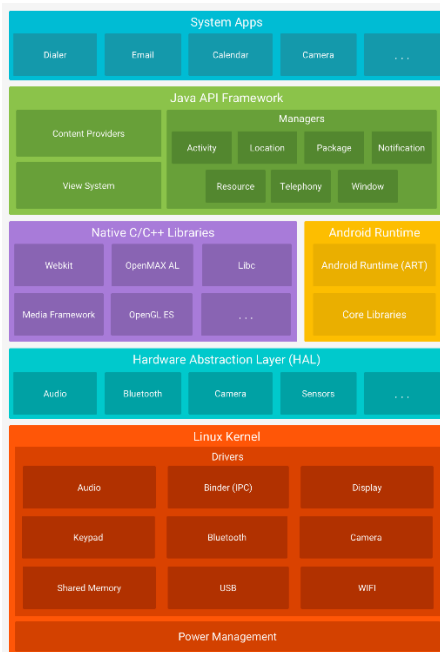 System Apps
Dialer Email Calendar Camera . . .
Java API Framework
Content Providers
View System
Managers
Activity Location Package Notification
Resource Telephony Window
Native C/C++ Libraries
Webkit OpenMAX AL Libc
Media Framework OpenGL ES . . .
Android Runtime
Android Runtime (ART)
Core Libraries
Hardware Abstraction Layer (HAL)
Audio Bluetooth Camera Sensors . . .
Linux Kernel
Drivers
Audio Binder (IPC) Display
Keypad Bluetooth Camera
Shared Memory USB WIFI
Power Management